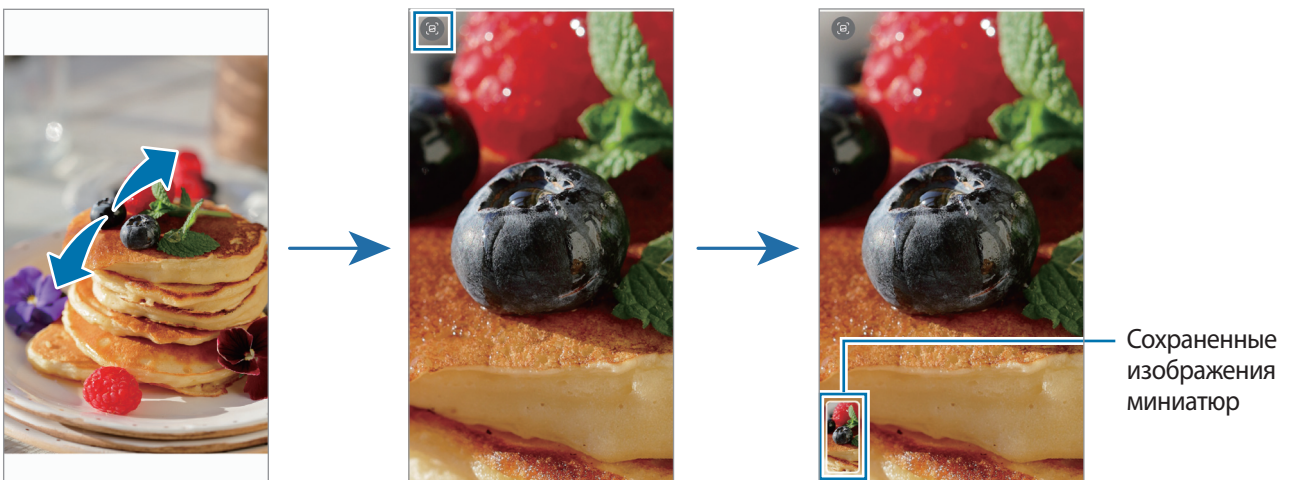 Сохраненные
изображения
миниатюр